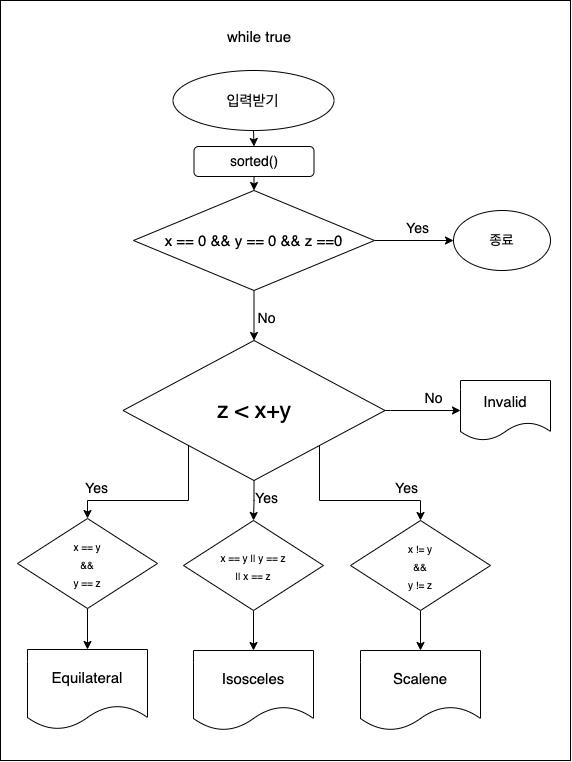 while true
입력받기
sorted()
x == 0 && y == 0 && z ==0
Yes
종료
No
z < x+y
No
Invalid
Yes
Yes
Yes
x == y
&&
y == z
x == y || y == z
|| x == z
x != y
&&
y != z
Equilateral
Isosceles
Scalene